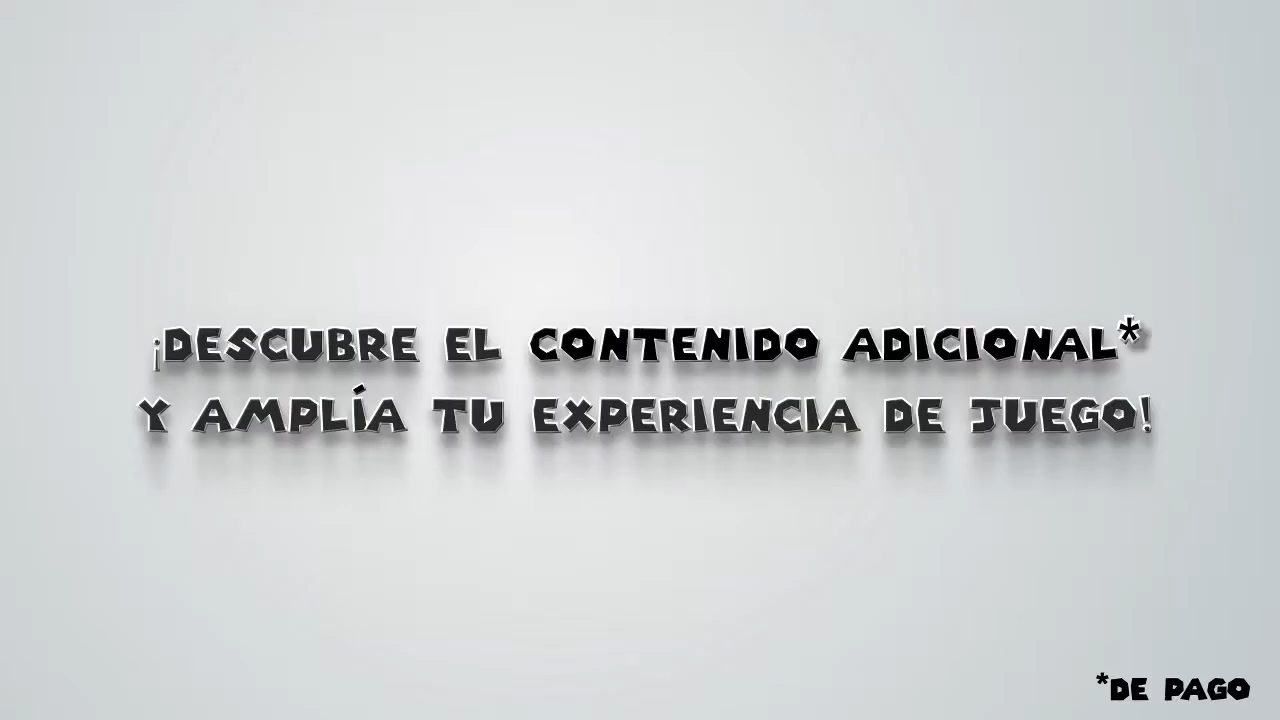 ¡DESCUBRE EL CONTENIDO ADICIONAL*
Y AMPLÍA TU EXPERIENCIA DE JUEGO!
*DE PAGO